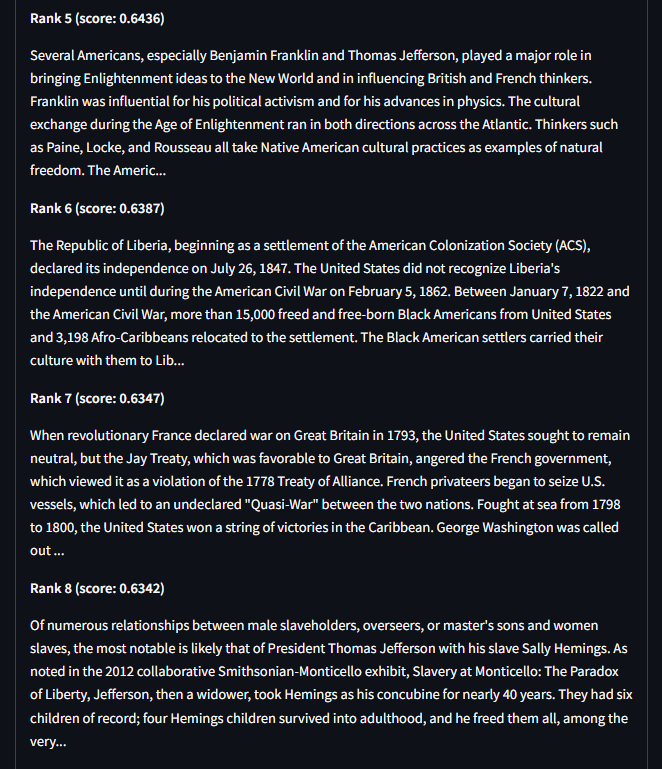 Rank 5 (score: 0.6436)
Several Americans, especially Benjamin Franklin and Thomas Jefferson, played a major role in
bringing Enlightenment ideas to the New World and in influencing British and French thinkers.
Franklin was influential for his political activism and for his advances in physics. The cultural
exchange during the Age of Enlightenment ran in both directions across the Atlantic. Thinkers such
as Paine, Locke, and Rousseau all take Native American cultural practices as examples of natural
freedom. The Americ...
Rank 6 (score: 0.6387)
The Republic of Liberia, beginning as a settlement of the American Colonization Society (ACS),
declared its independence on July 26, 1847. The United States did not recognize Liberia's
independence until during the American Civil War on February 5, 1862. Between January 7, 1822 and
the American Civil War, more than 15,000 freed and free-born Black Americans from United States
and 3,198 Afro-Caribbeans relocated to the settlement. The Black American settlers carried their
culture with them to Lib...
Rank 7 (score: 0.6347)
When revolutionary France declared war on Great Britain in 1793, the United States sought to remain
neutral, but the Jay Treaty, which was favorable to Great Britain, angered the French government,
which viewed it as a violation of the 1778 Treaty of Alliance. French privateers began to seize U.S.
vessels, which led to an undeclared "Quasi-War" between the two nations. Fought at sea from 1798
to 1800, the United States won a string of victories in the Caribbean. George Washington was called
out ...
Rank 8 (score: 0.6342)
Of numerous relationships between male slaveholders, overseers, or master's sons and women
slaves, the most notable is likely that of President Thomas Jefferson with his slave Sally Hemings. As
noted in the 2012 collaborative Smithsonian-Monticello exhibit, Slavery at Monticello: The Paradox
of Liberty, Jefferson, then a widower, took Hemings as his concubine for nearly 40 years. They had six
children of record; four Hemings children survived into adulthood, and he freed them all, among the
very...